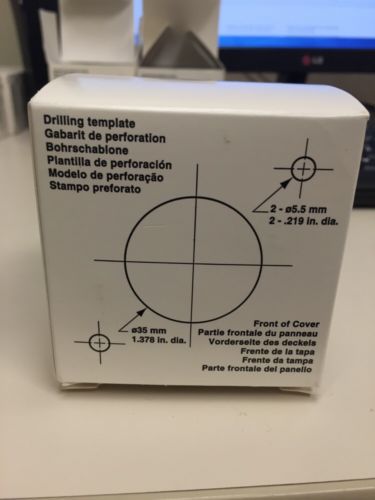 Drilling template
Gabarit de perforation
Bohrschablone
Plantilla de perforación
Modelo de perforação
Stampo preforato
2 - ø5.5 mm
2 - .219 in. dia.
ø35 mm
1.378 in. dia.
Front of Cover
Partie frontale du panneau
Vorderseite des deckels
Frente de la tapa
Frente da tampa
Parte frontale del panello
LG